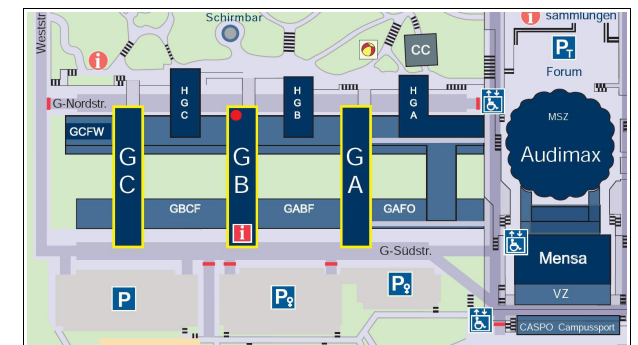 Schirmbar
sammlungen
i
i
PT
Forum
Weststr
CC
G-Nordstr.
HGC
HGB
HGA
MSZ
Audimax
GCFW
GC
GB
GA
GBCF
GABF
GAFO
i
G-Südstr.
Mensa
VZ
P
P
P
CASPO Campussport